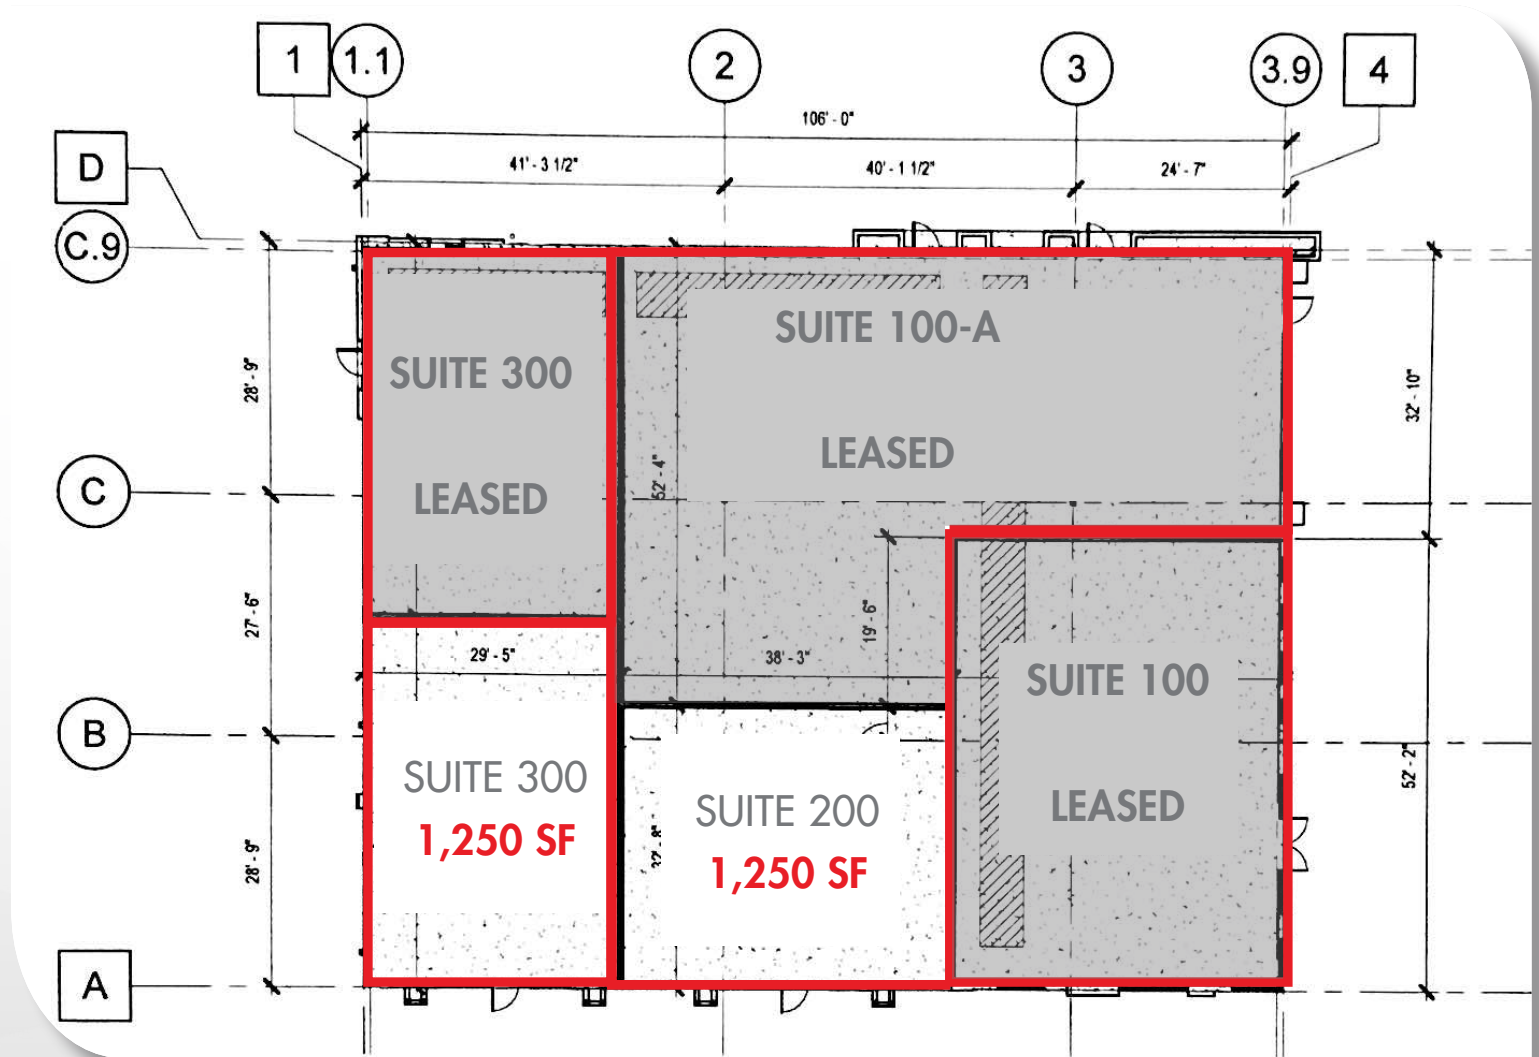 1
1.1
2
3
3.9
4
106' - 0"
41' - 3 1/2"
40' - 1 1/2"
24' - 7"
D
C.9
C
B
A
28' - 9"
27' - 6"
28' - 9"
SUITE 300
LEASED
SUITE 100-A
LEASED
52' - 4"
32' - 10"
19' - 6"
29' - 5"
38' - 3"
SUITE 100
LEASED
52' - 2"
SUITE 300
1,250 SF
SUITE 200
1,250 SF
32' - 8"